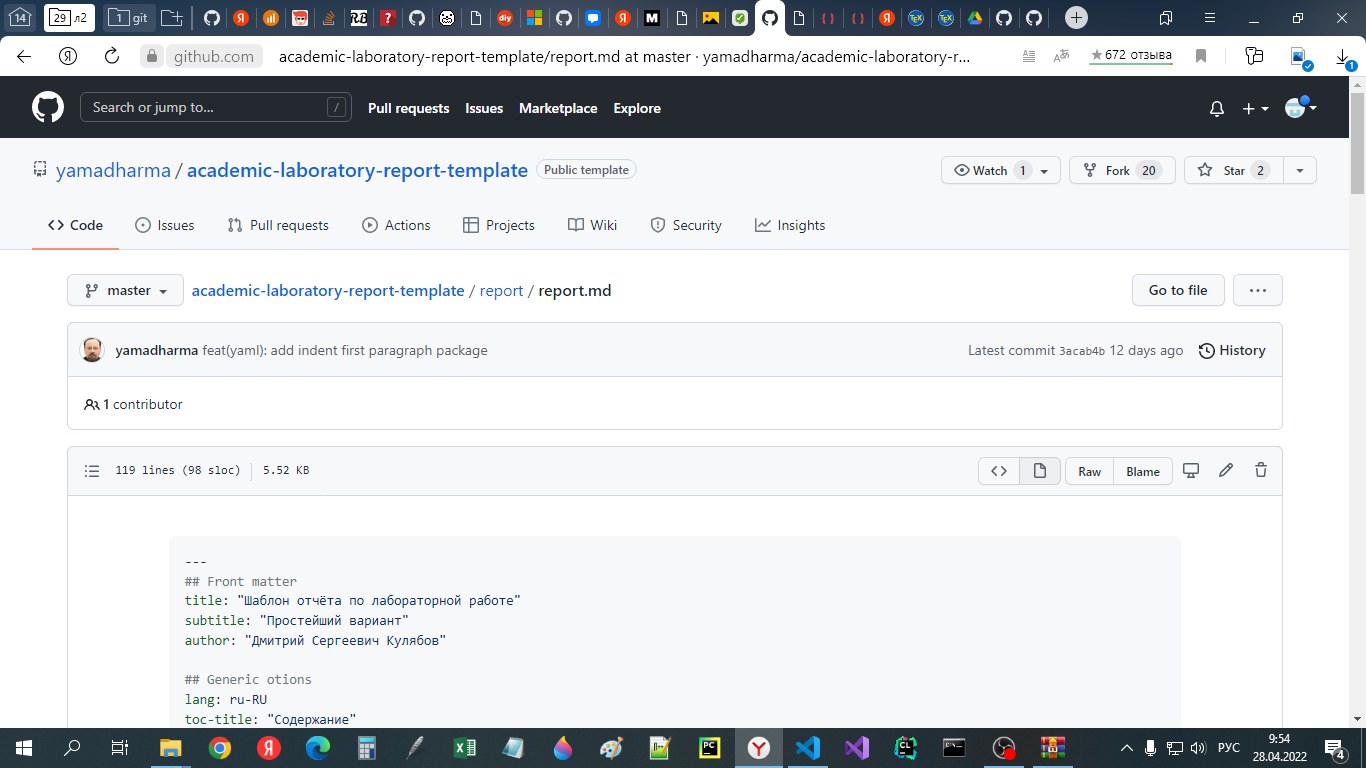 14
29 л2
1 git
github.com
academic-laboratory-report-template/report.md at master · yamadharma/academic-laboratory-r...
672 отзыва
1
Search or jump to...
/
Pull requests
Issues
Marketplace
Explore
yamadharma / academic-laboratory-report-template
Public template
Watch 1
Fork 20
Star 2
Code
Issues
Pull requests
Actions
Projects
Wiki
Security
Insights
master
academic-laboratory-report-template / report / report.md
Go to file
yamadharma feat(yaml): add indent first paragraph package
Latest commit 3acab4b 12 days ago
History
1 contributor
119 lines (98 sloc)
5.52 KB
Raw
Blame
---
## Front matter
title: "Шаблон отчёта по лабораторной работе"
subtitle: "Простейший вариант"
author: "Дмитрий Сергеевич Кулябов"
## Generic otions
lang: ru-RU
toc-title: "Содержание"
РУС
9:54
28.04.2022
4